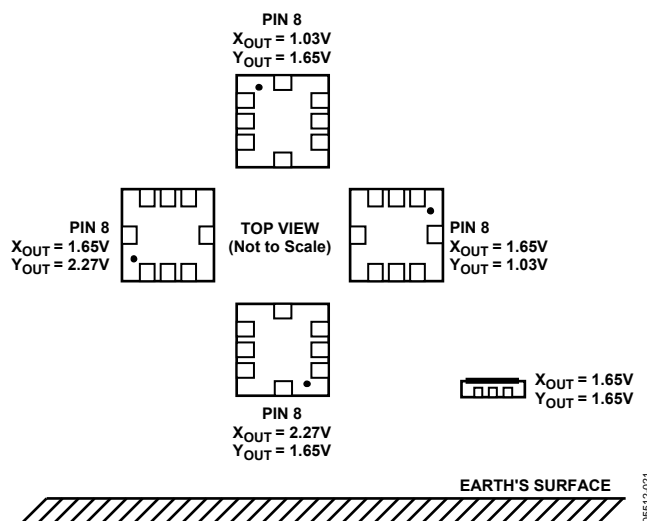 PIN 8
XOUT = 1.03V
YOUT = 1.65V
PIN 8
XOUT = 1.65V
YOUT = 2.27V
TOP VIEW
(Not to Scale)
PIN 8
XOUT = 1.65V
YOUT = 1.03V
PIN 8
XOUT = 2.27V
YOUT = 1.65V
XOUT = 1.65V
YOUT = 1.65V
EARTH'S SURFACE
05512-021